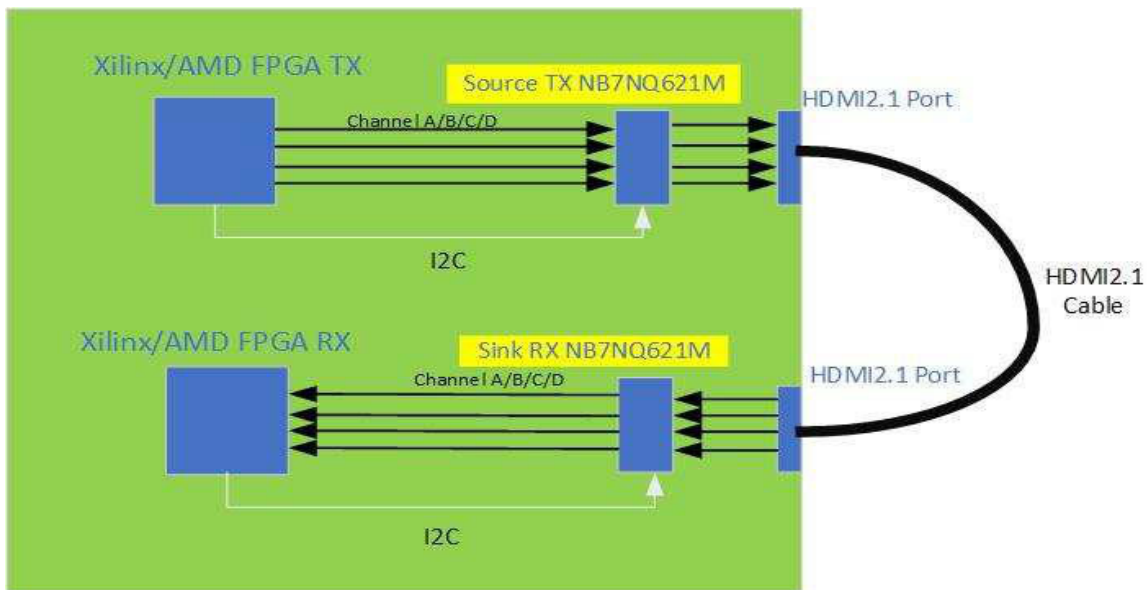 Xilinx/AMD FPGA TX
Source TX NB7NQ621M
HDMI2.1 Port
Channel A/B/C/D
I2C
HDMI2.1
Cable
Xilinx/AMD FPGA RX
Sink RX NB7NQ621M
HDMI2.1 Port
Channel A/B/C/D
I2C